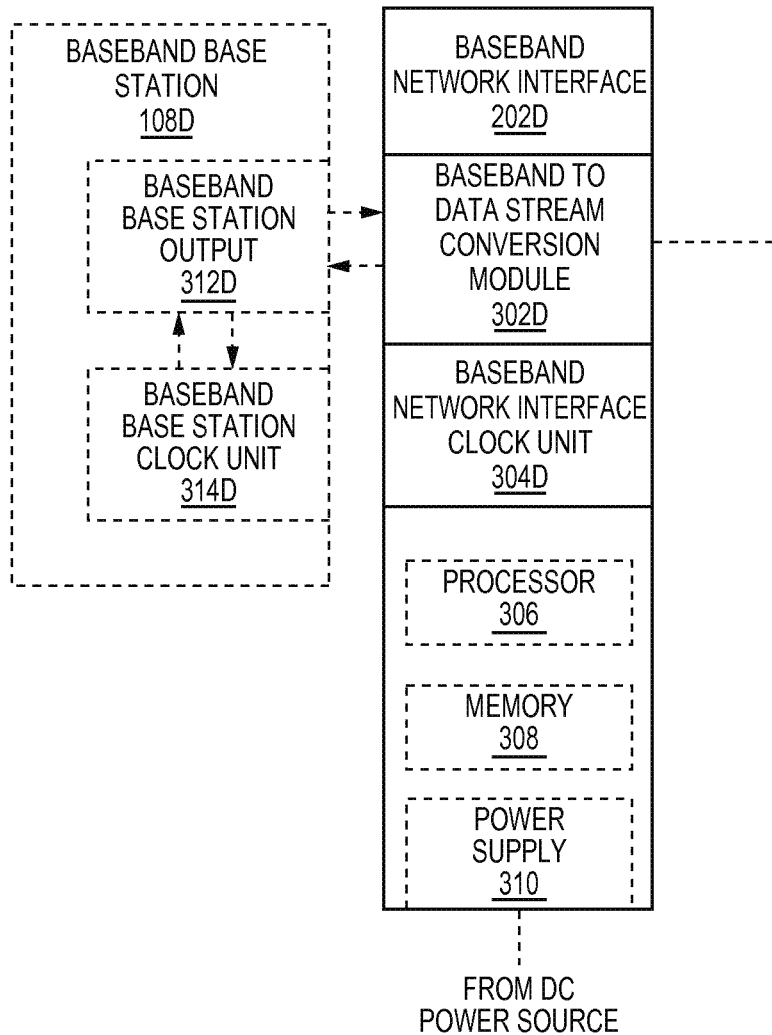 BASEBAND BASE
STATION
108D
BASEBAND
BASE STATION
OUTPUT
312D
BASEBAND
BASE STATION
CLOCK UNIT
314D
BASEBAND
NETWORK INTERFACE
202D
BASEBAND TO
DATA STREAM
CONVERSION
MODULE
302D
BASEBAND
NETWORK INTERFACE
CLOCK UNIT
304D
PROCESSOR
306
MEMORY
308
POWER
SUPPLY
310
FROM DC
POWER SOURCE